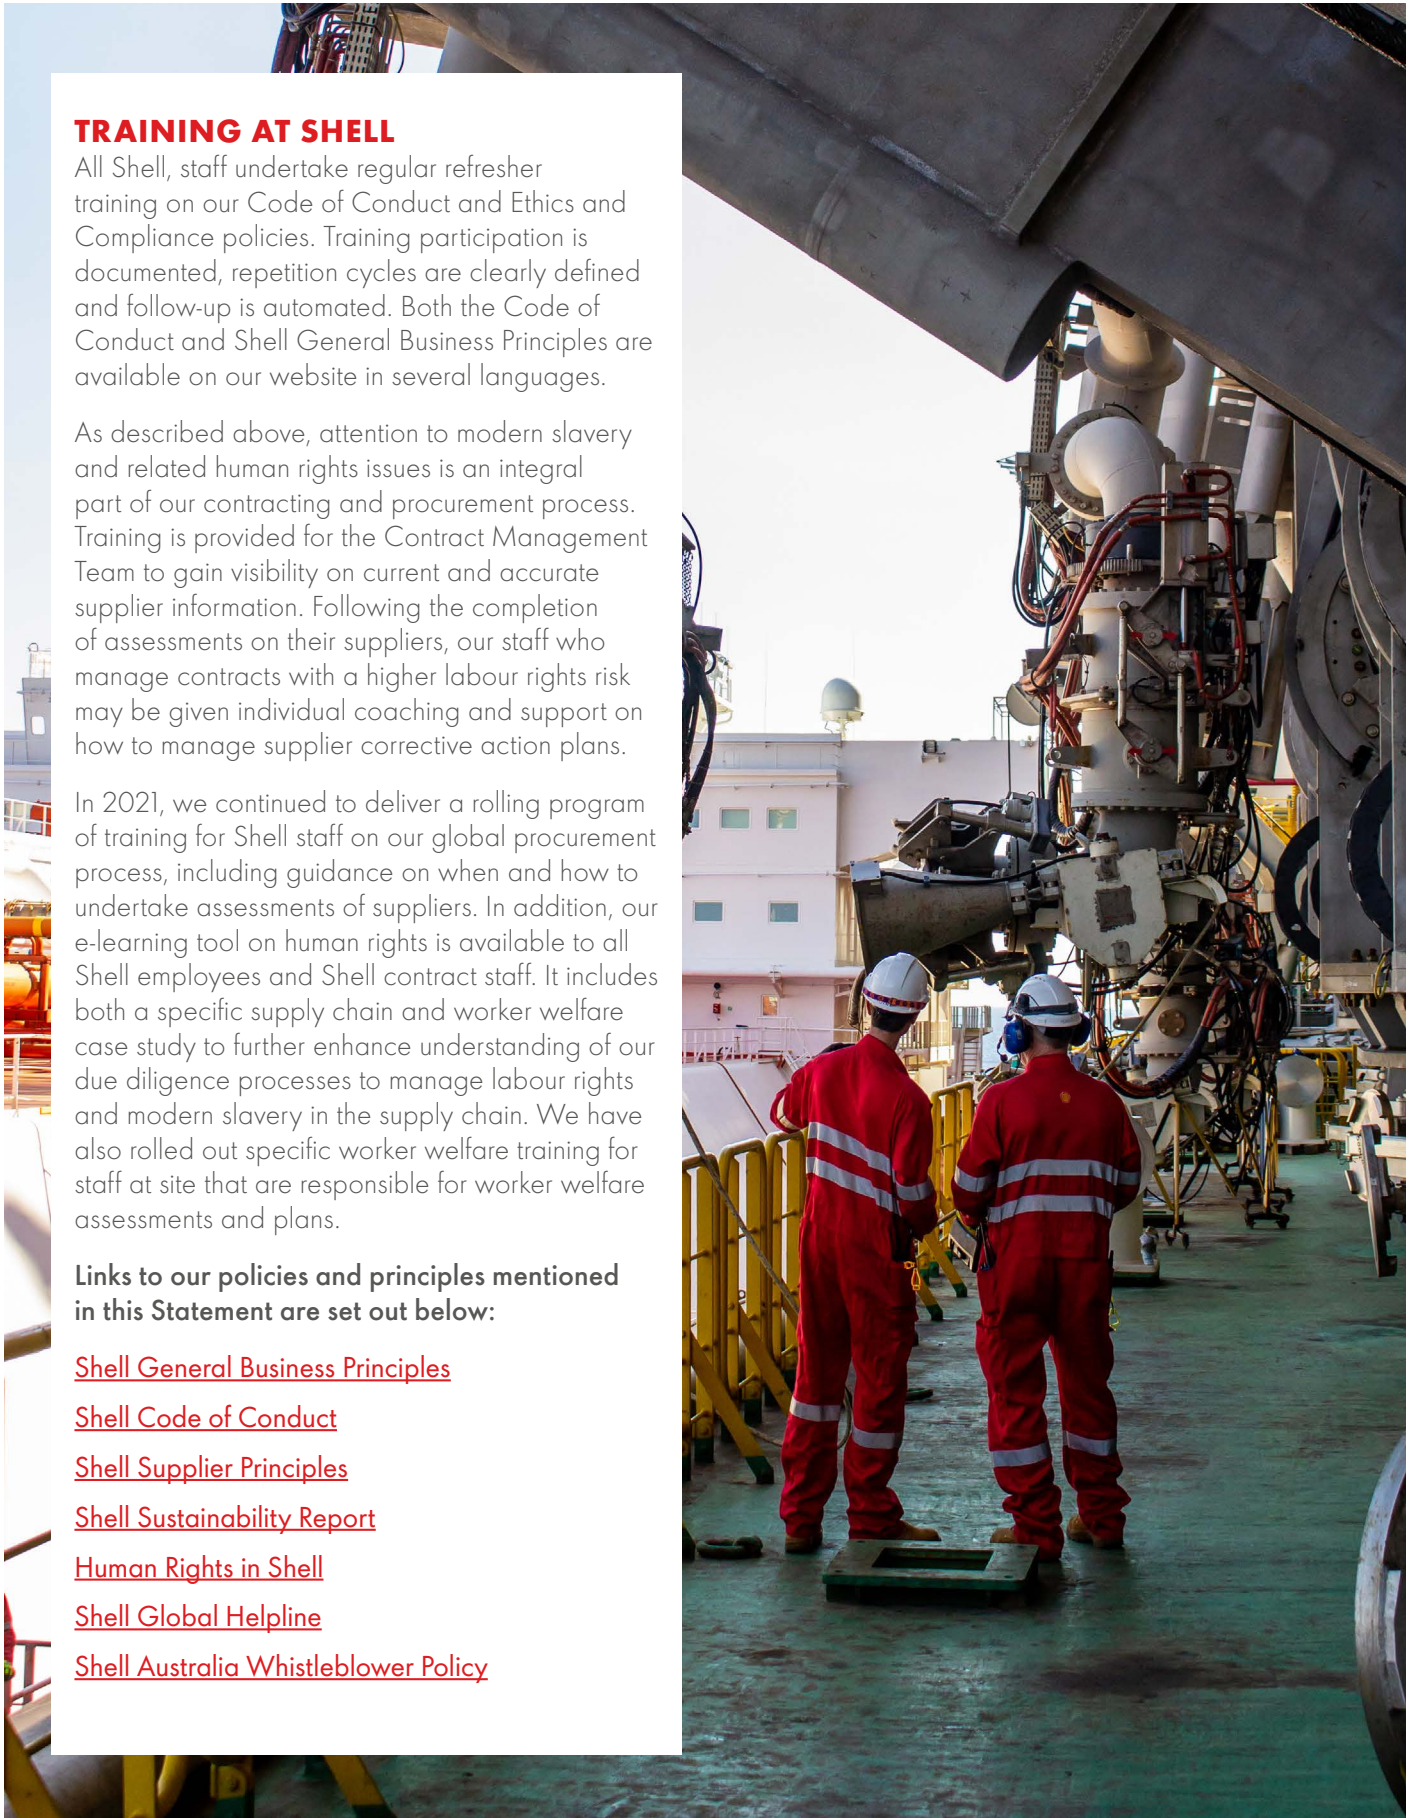 TRAINING AT SHELL
All Shell, staff undertake regular refresher
training on our Code of Conduct and Ethics and
Compliance policies. Training participation is
documented, repetition cycles are clearly defined
and follow-up is automated. Both the Code of
Conduct and Shell General Business Principles are
available on our website in several languages.
As described above, attention to modern slavery
and related human rights issues is an integral
part of our contracting and procurement process.
Training is provided for the Contract Management
Team to gain visibility on current and accurate
supplier information. Following the completion
of assessments on their suppliers, our staff who
manage contracts with a higher labour rights risk
may be given individual coaching and support on
how to manage supplier corrective action plans.
In 2021, we continued to deliver a rolling program
of training for Shell staff on our global procurement
process, including guidance on when and how to
undertake assessments of suppliers. In addition, our
e-learning tool on human rights is available to all
Shell employees and Shell contract staff. It includes
both a specific supply chain and worker welfare
case study to further enhance understanding of our
due diligence processes to manage labour rights
and modern slavery in the supply chain. We have
also rolled out specific worker welfare training for
staff at site that are responsible for worker welfare
assessments and plans.
Links to our policies and principles mentioned
in this Statement are set out below:
Shell General Business Principles
Shell Code of Conduct
Shell Supplier Principles
Shell Sustainability Report
Human Rights in Shell
Shell Global Helpline
Shell Australia Whistleblower Policy